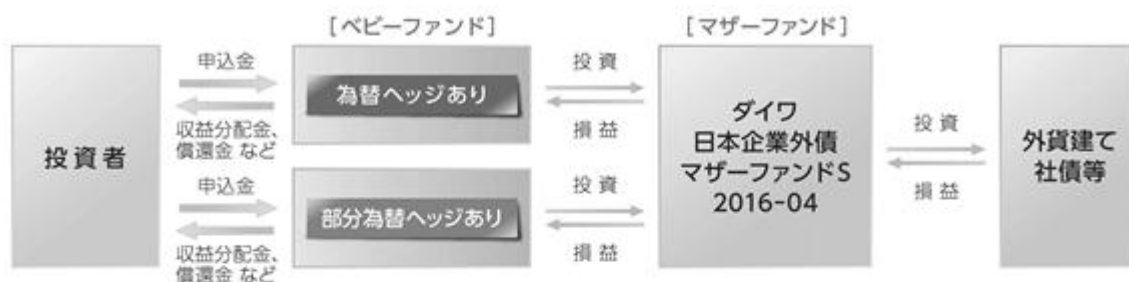 [ベビーファンド]
[マザーファンド]
投資者
申込金
収益分配金、
償還金 など
為替ヘッジあり
投資
損益
申込金
収益分配金、
償還金 など
部分為替ヘッジあり
投資
損益
ダイワ
日本企業外債
マザーファンドS
2016-04
投資
損益
外貨建て
社債等